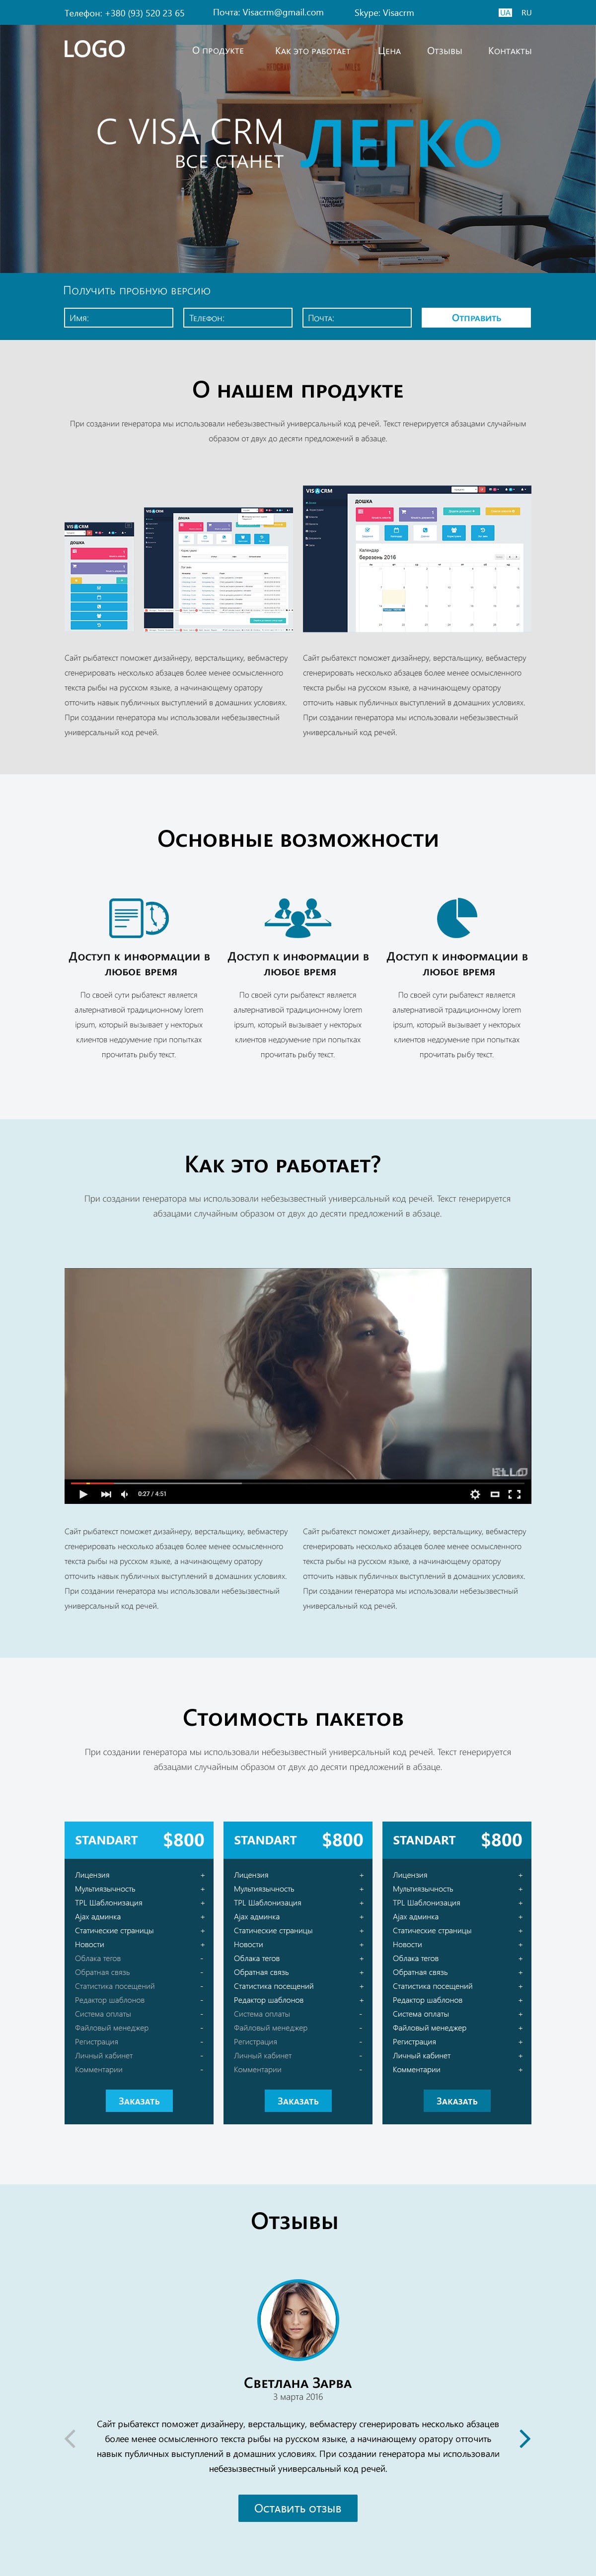 Телефон: +380 (93) 520 23 65 Почта: Visacrm@gmail.com Skype: Visacrm UA RU
LOGO О продукте Как это работает Цена Отзывы Контакты
С VISA CRM ЛЕГКО
ВСЕ СТАНЕТ
Получить пробную версию
Имя: Телефон: Почта: Отправить
О нашем продукте
При создании генератора мы использовали небезызвестный универсальный код речей. Текст генерируется абзацами случайным
образом от двух до десяти предложений в абзаце.
VISACRM
VISACRM
ДОШКА
VISACRM
ДОШКА
Календар
березень 2016
Сайт рыбатекст поможет дизайнеру, верстальщику, вебмастеру
сгенерировать несколько абзацев более менее осмысленного
текста рыбы на русском языке, а начинающему оратору
отточить навык публичных выступлений в домашних условиях.
При создании генератора мы использовали небезызвестный
универсальный код речей.
Сайт рыбатекст поможет дизайнеру, верстальщику, вебмастеру
сгенерировать несколько абзацев более менее осмысленного
текста рыбы на русском языке, а начинающему оратору
отточить навык публичных выступлений в домашних условиях.
При создании генератора мы использовали небезызвестный
универсальный код речей.
Основные возможности
Доступ к информации в
любое время
По своей сути рыбатекст является
альтернативой традиционному lorem
ipsum, который вызывает у некторых
клиентов недоумение при попытках
прочитать рыбу текст.
Доступ к информации в
любое время
По своей сути рыбатекст является
альтернативой традиционному lorem
ipsum, который вызывает у некторых
клиентов недоумение при попытках
прочитать рыбу текст.
Доступ к информации в
любое время
По своей сути рыбатекст является
альтернативой традиционному lorem
ipsum, который вызывает у некторых
клиентов недоумение при попытках
прочитать рыбу текст.
Как это работает?
При создании генератора мы использовали небезызвестный универсальный код речей. Текст генерируется
абзацами случайным образом от двух до десяти предложений в абзаце.
ELLO
0:27 / 4:51
Сайт рыбатекст поможет дизайнеру, верстальщику, вебмастеру
сгенерировать несколько абзацев более менее осмысленного
текста рыбы на русском языке, а начинающему оратору
отточить навык публичных выступлений в домашних условиях.
При создании генератора мы использовали небезызвестный
универсальный код речей.
Сайт рыбатекст поможет дизайнеру, верстальщику, вебмастеру
сгенерировать несколько абзацев более менее осмысленного
текста рыбы на русском языке, а начинающему оратору
отточить навык публичных выступлений в домашних условиях.
При создании генератора мы использовали небезызвестный
универсальный код речей.
Стоимость пакетов
При создании генератора мы использовали небезызвестный универсальный код речей. Текст генерируется
абзацами случайным образом от двух до десяти предложений в абзаце.
STANDART $800
Лицензия +
Мультиязычность +
TPL Шаблонизация +
Ajax админка +
Статические страницы +
Новости +
Облака тегов -
Обратная связь -
Статистика посещений -
Редактор шаблонов -
Система оплаты -
Файловый менеджер -
Регистрация -
Личный кабинет -
Комментарии -
Заказать
STANDART $800
Лицензия +
Мультиязычность +
TPL Шаблонизация +
Ajax админка +
Статические страницы +
Новости +
Облака тегов +
Обратная связь +
Статистика посещений +
Редактор шаблонов +
Система оплаты -
Файловый менеджер -
Регистрация -
Личный кабинет -
Комментарии -
Заказать
STANDART $800
Лицензия +
Мультиязычность +
TPL Шаблонизация +
Ajax админка +
Статические страницы +
Новости +
Облака тегов +
Обратная связь +
Статистика посещений +
Редактор шаблонов +
Система оплаты +
Файловый менеджер +
Регистрация +
Личный кабинет +
Комментарии +
Заказать
Отзывы
Светлана Зарва
3 марта 2016
Сайт рыбатекст поможет дизайнеру, верстальщику, вебмастеру сгенерировать несколько абзацев
более менее осмысленного текста рыбы на русском языке, а начинающему оратору отточить
навык публичных выступлений в домашних условиях. При создании генератора мы использовали
небезызвестный универсальный код речей.
Оставить отзыв